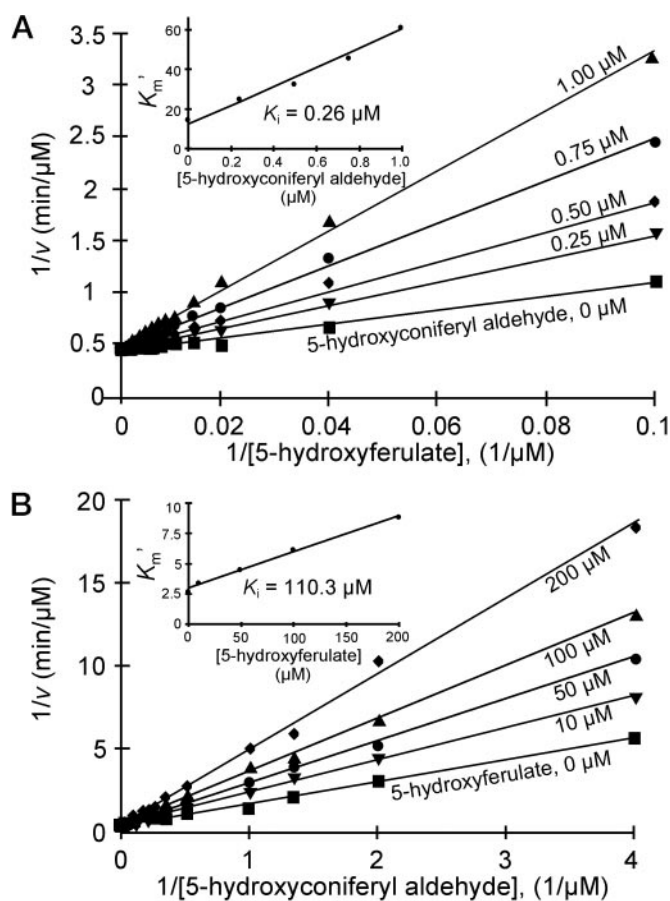 A
3.5
3
2.5
2
1.5
1
0.5
0
1/v (min/µM)
60
40
20
0
Km'
Ki = 0.26 µM
0 0.2 0.4 0.6 0.8 1.0
[5-hydroxyconiferyl aldehyde]
(µM)
1.00 µM
0.75 µM
0.50 µM
0.25 µM
5-hydroxyconiferyl aldehyde, 0 µM
0 0.02 0.04 0.06 0.08 0.1
1/[5-hydroxyferulate], (1/µM)
B
20
15
10
5
0
1/v (min/µM)
10
7.5
5
2.5
0
Km'
Ki = 110.3 µM
0 50 100 150 200
[5-hydroxyferulate]
(µM)
200 µM
100 µM
50 µM
10 µM
5-hydroxyferulate, 0 µM
0 1 2 3 4
1/[5-hydroxyconiferyl aldehyde], (1/µM)